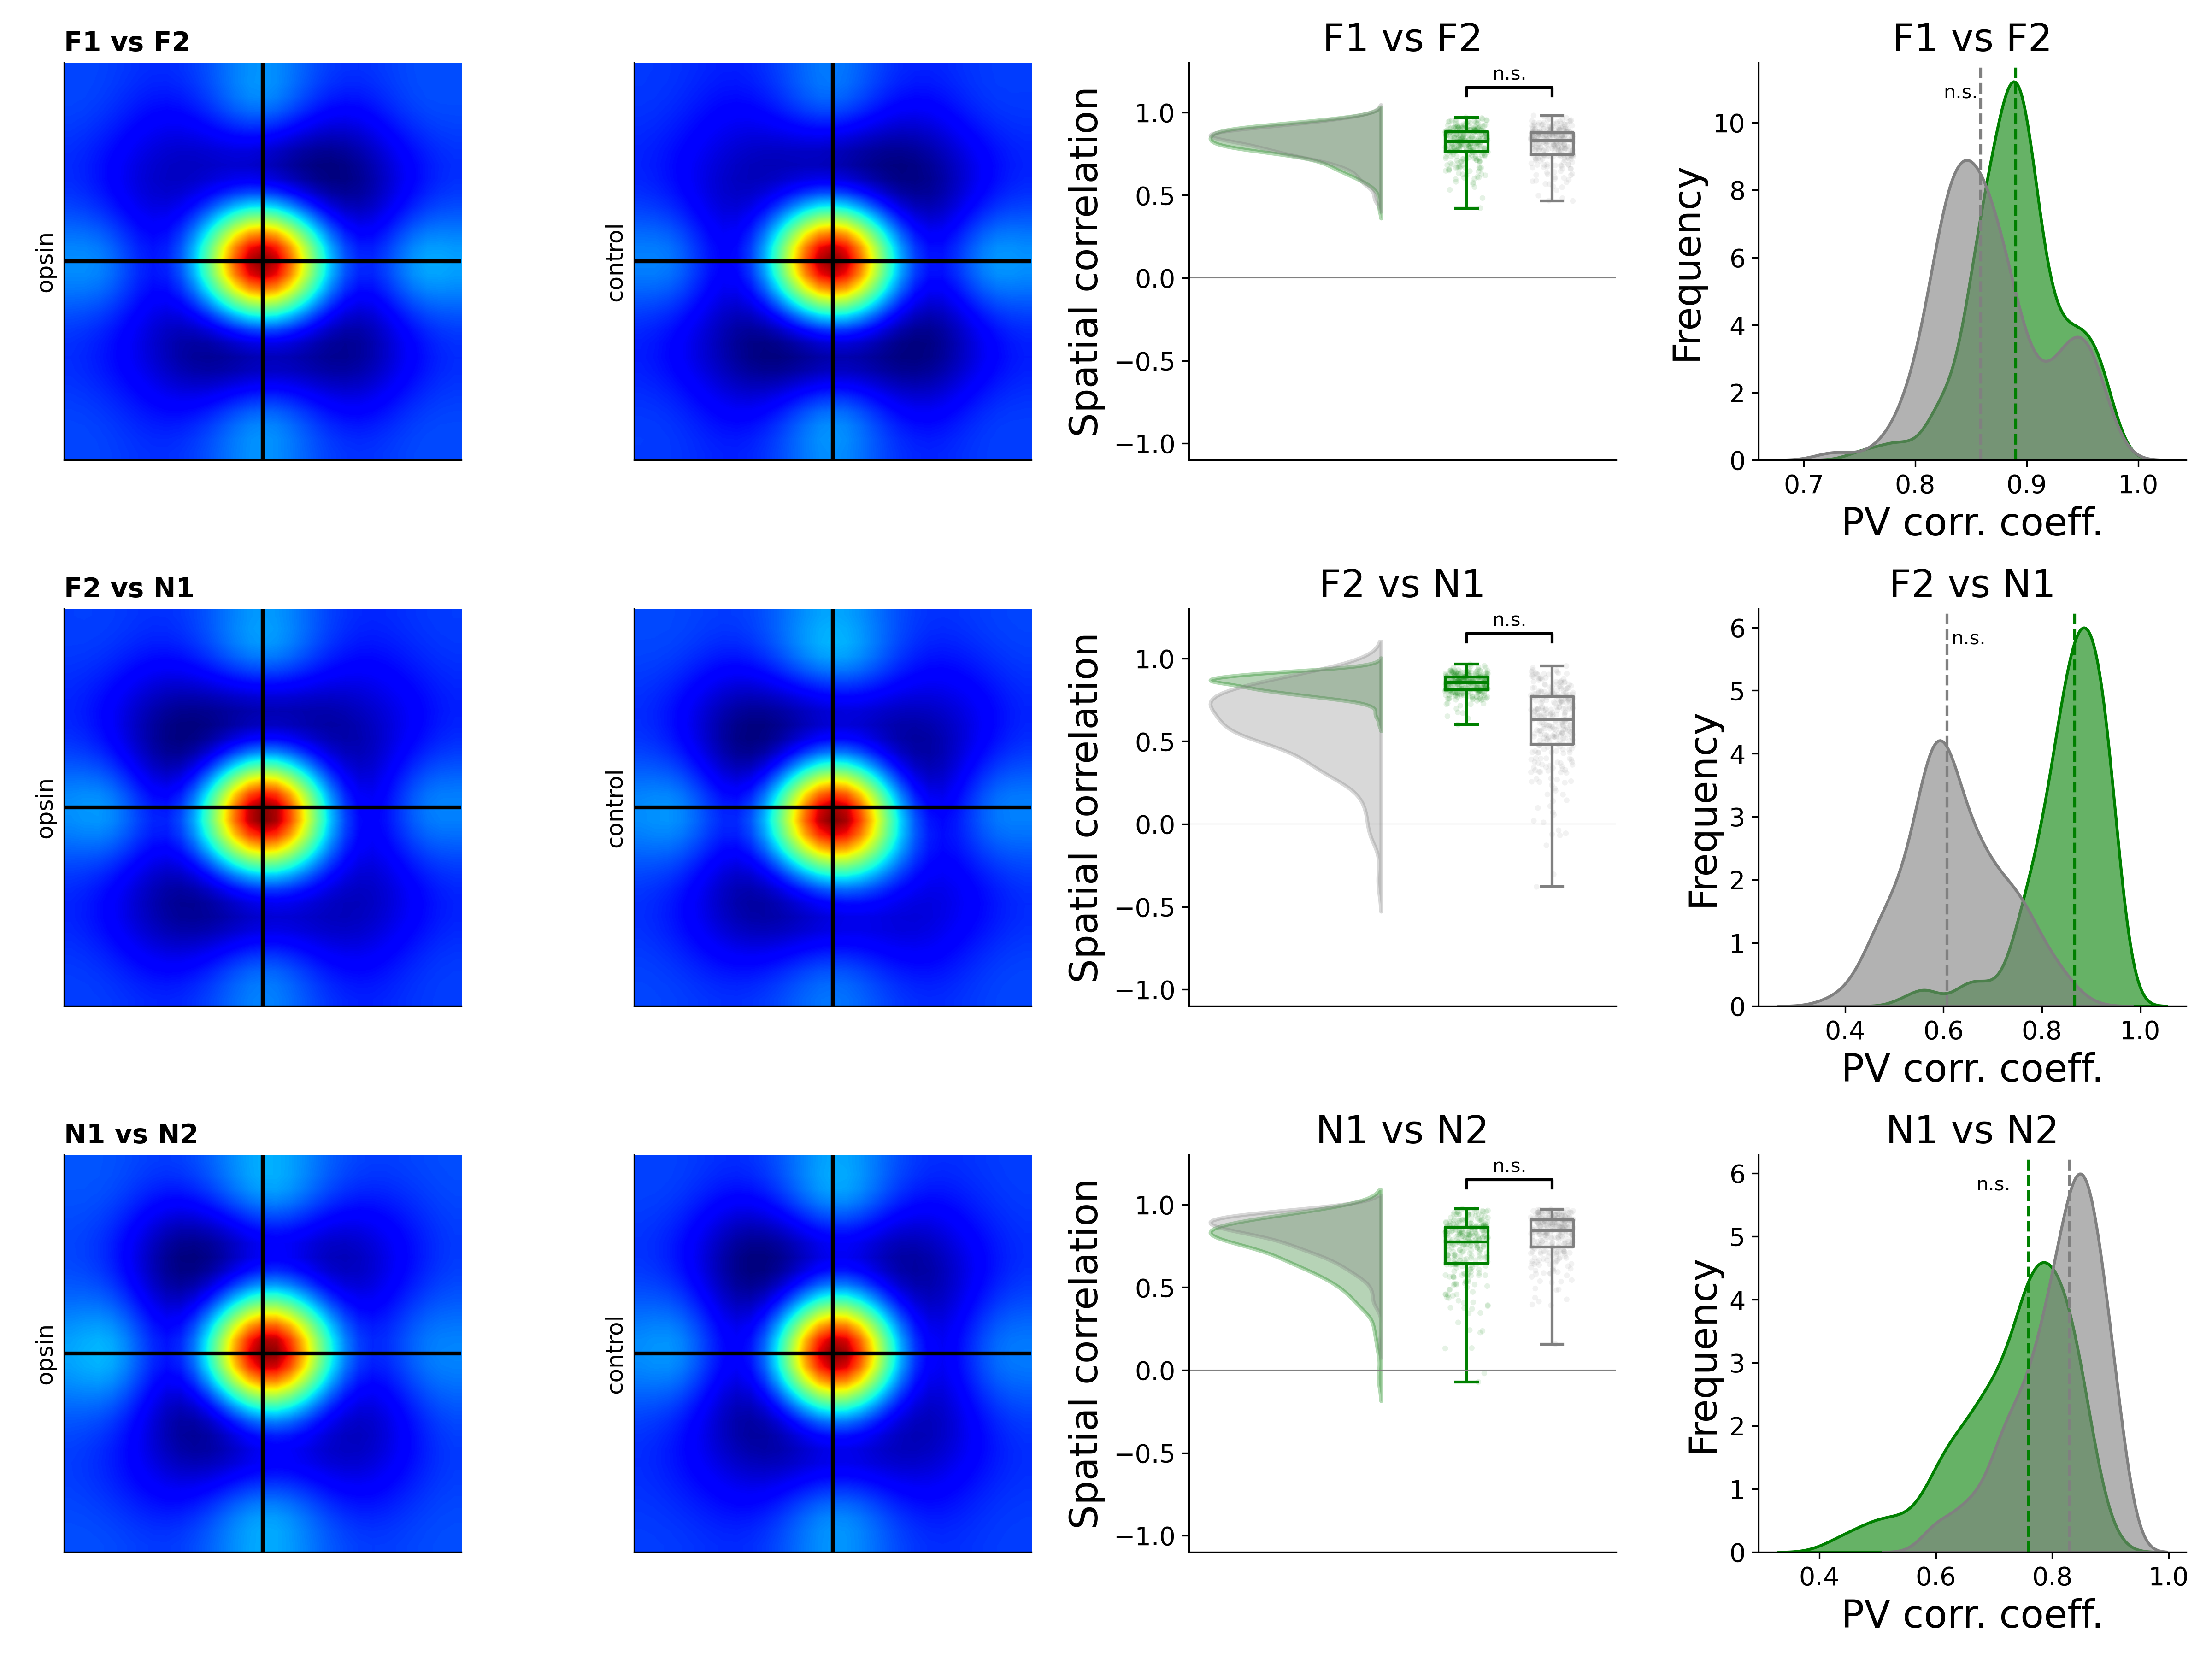 F1 vs F2
opsin
control
F1 vs F2
Spatial correlation
1.0
0.5
0.0
−0.5
−1.0
n.s.
F1 vs F2
Frequency
10
8
6
4
2
0
n.s.
0.7 0.8 0.9 1.0
PV corr. coeff.
F2 vs N1
opsin
control
F2 vs N1
Spatial correlation
1.0
0.5
0.0
−0.5
−1.0
n.s.
F2 vs N1
Frequency
6
5
4
3
2
1
0
n.s.
0.4 0.6 0.8 1.0
PV corr. coeff.
N1 vs N2
opsin
control
N1 vs N2
Spatial correlation
1.0
0.5
0.0
−0.5
−1.0
n.s.
N1 vs N2
Frequency
6
5
4
3
2
1
0
n.s.
0.4 0.6 0.8 1.0
PV corr. coeff.